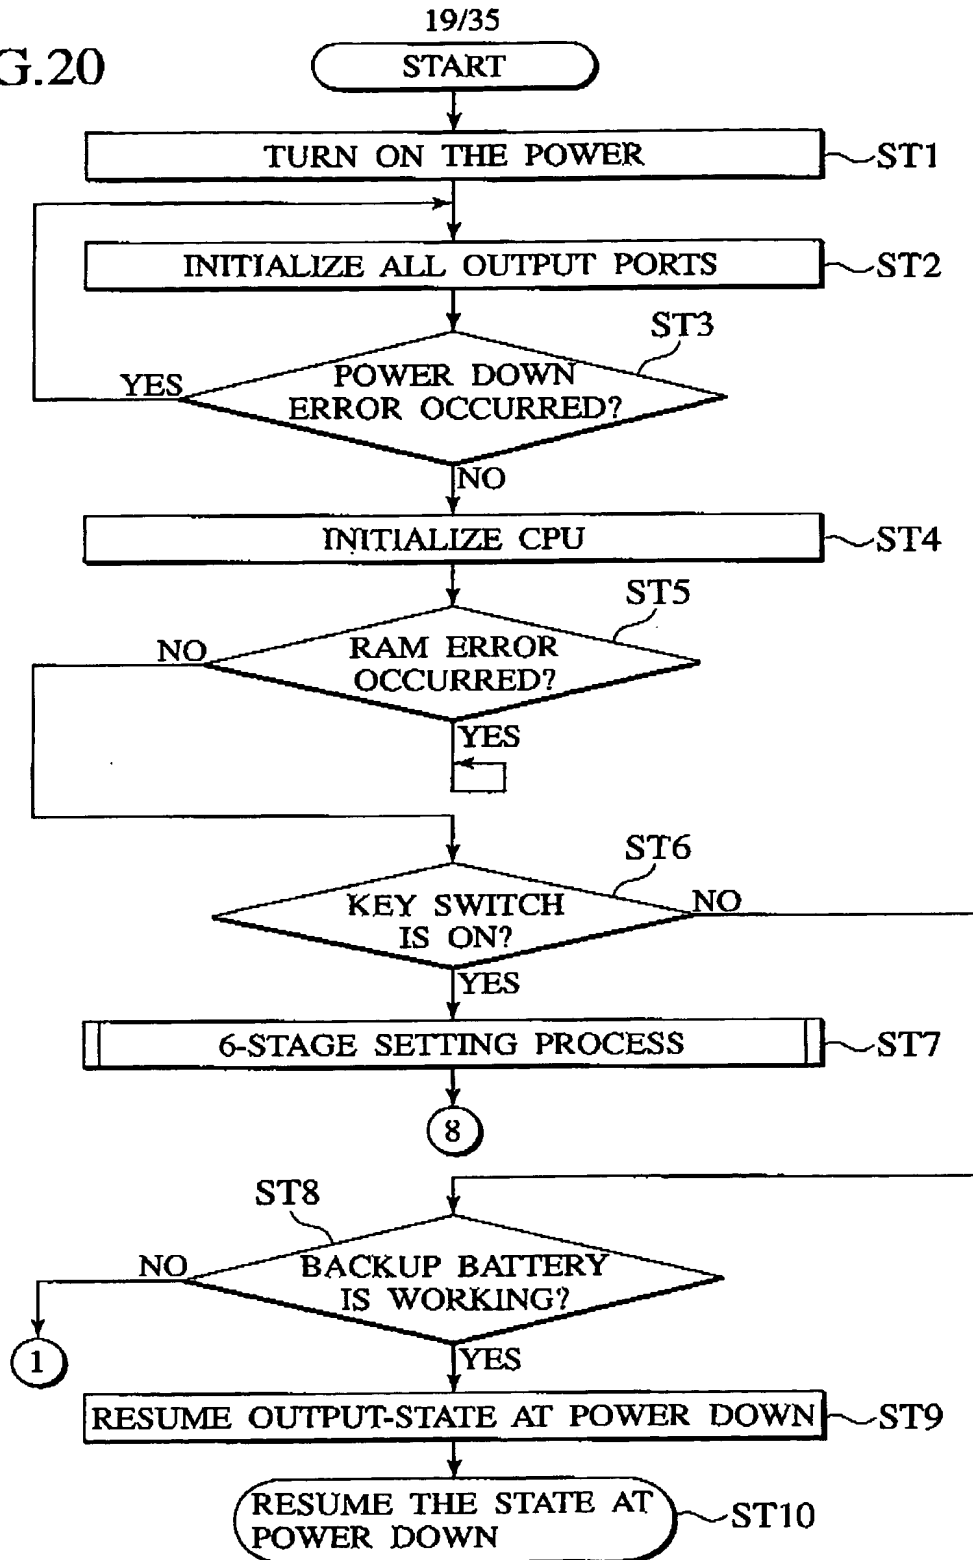 19/35
G.20
START
TURN ON THE POWER
ST1
INITIALIZE ALL OUTPUT PORTS
ST2
ST3
POWER DOWN
ERROR OCCURRED?
YES
NO
INITIALIZE CPU
ST4
ST5
RAM ERROR
OCCURRED?
NO
YES
ST6
KEY SWITCH
IS ON?
NO
YES
6-STAGE SETTING PROCESS
ST7
8
ST8
BACKUP BATTERY
IS WORKING?
NO
1
YES
RESUME OUTPUT-STATE AT POWER DOWN
ST9
RESUME THE STATE AT
POWER DOWN
ST10